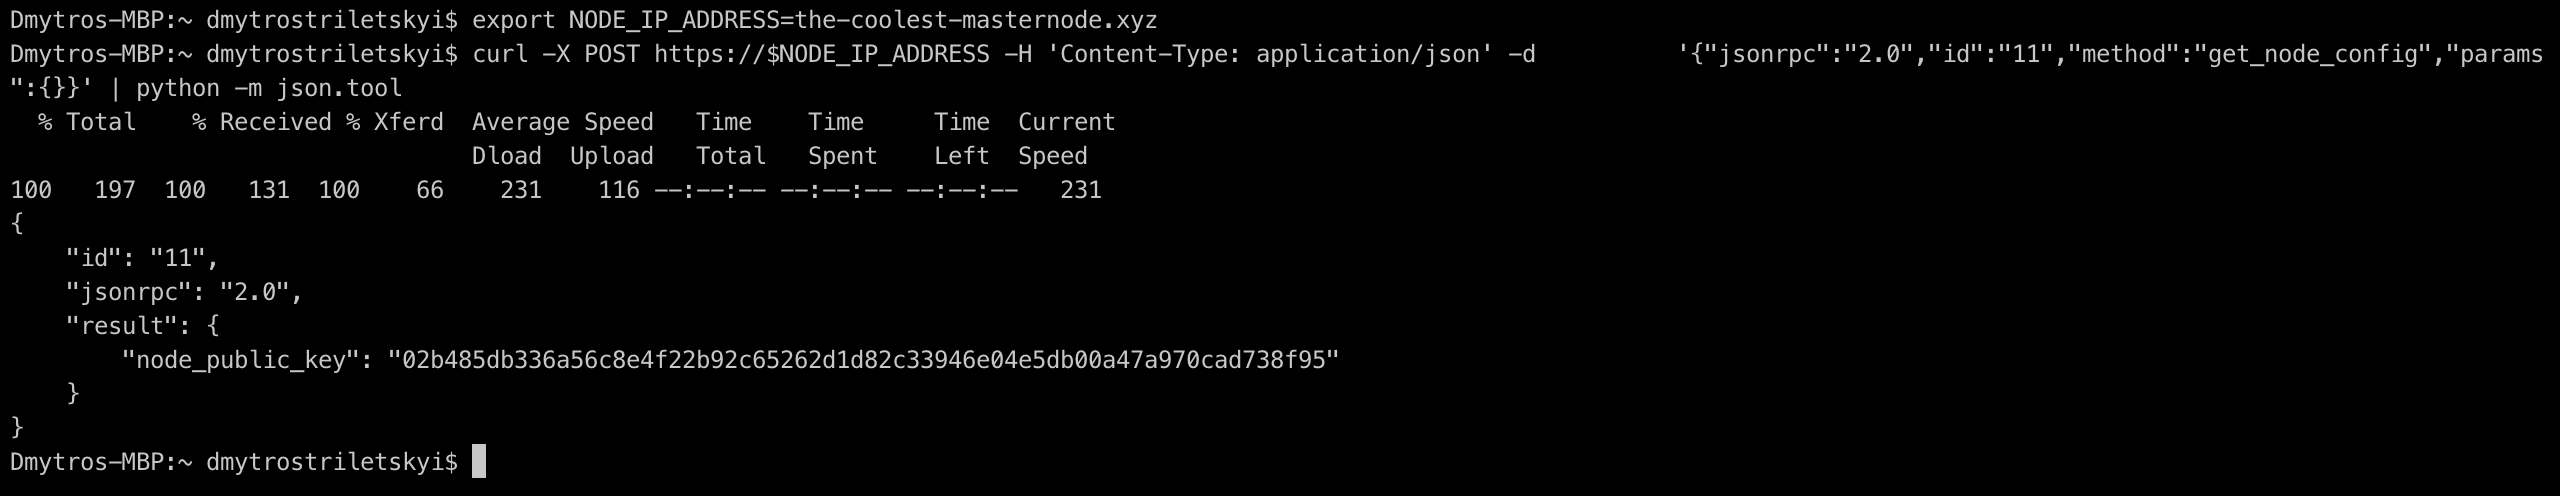 Dmytros-MBP:~ dmytrostriletskyi$ export NODE_IP_ADDRESS=the-coolest-masternode.xyz
Dmytros-MBP:~ dmytrostriletskyi$ curl -X POST https://$NODE_IP_ADDRESS -H 'Content-Type: application/json' -d          '{"jsonrpc":"2.0","id":"11","method":"get_node_config","params
":{}}' | python -m json.tool
  % Total    % Received % Xferd  Average Speed   Time    Time     Time  Current
                                 Dload  Upload   Total   Spent    Left  Speed
100   197  100   131  100    66    231    116 --:--:-- --:--:-- --:--:--   231
{
    "id": "11",
    "jsonrpc": "2.0",
    "result": {
        "node_public_key": "02b485db336a56c8e4f22b92c65262d1d82c33946e04e5db00a47a970cad738f95"
    }
}
Dmytros-MBP:~ dmytrostriletskyi$